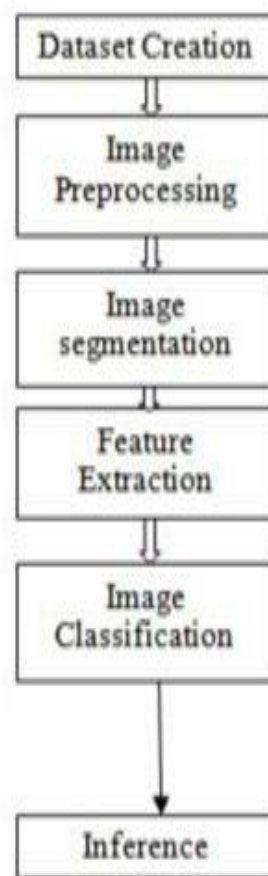 Dataset Creation
Image
Preprocessing
Image
segmentation
Feature
Extraction
Image
Classification
Inference